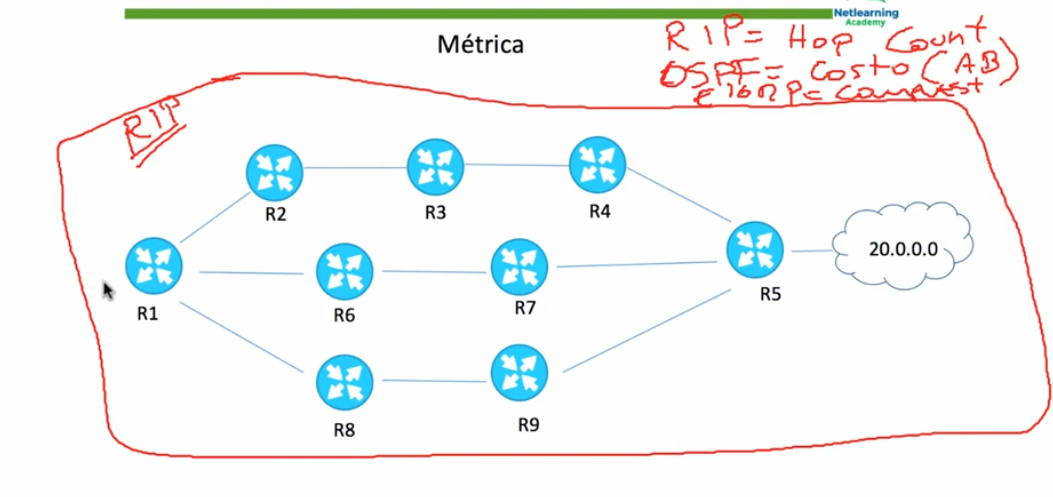 Netlearning
Academy
Métrica
RIP = Hop Count
OSPF = Costo (AB)
EIGRP = Compuest
RIP
R2
R3
R4
R1
R6
R7
R5
20.0.0.0
R8
R9